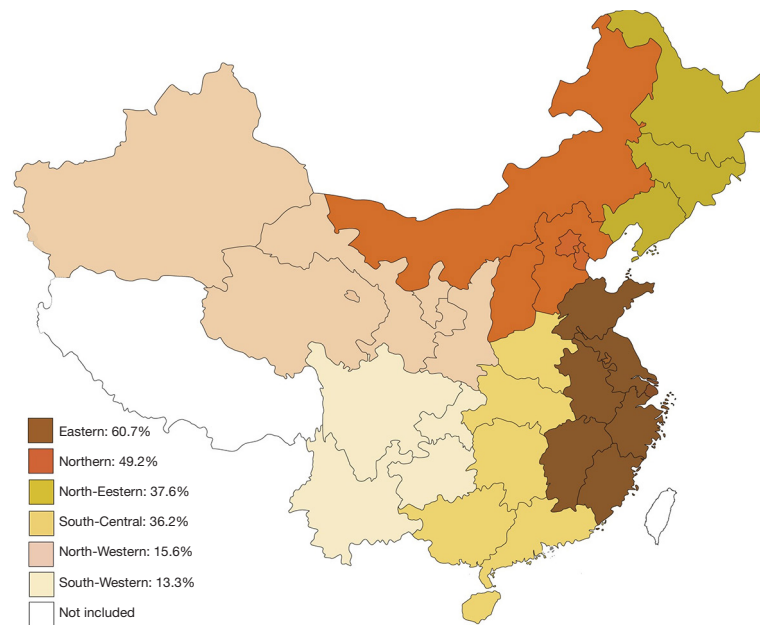 Eastern: 60.7%
Northern: 49.2%
North-Eestern: 37.6%
South-Central: 36.2%
North-Western: 15.6%
South-Western: 13.3%
Not included